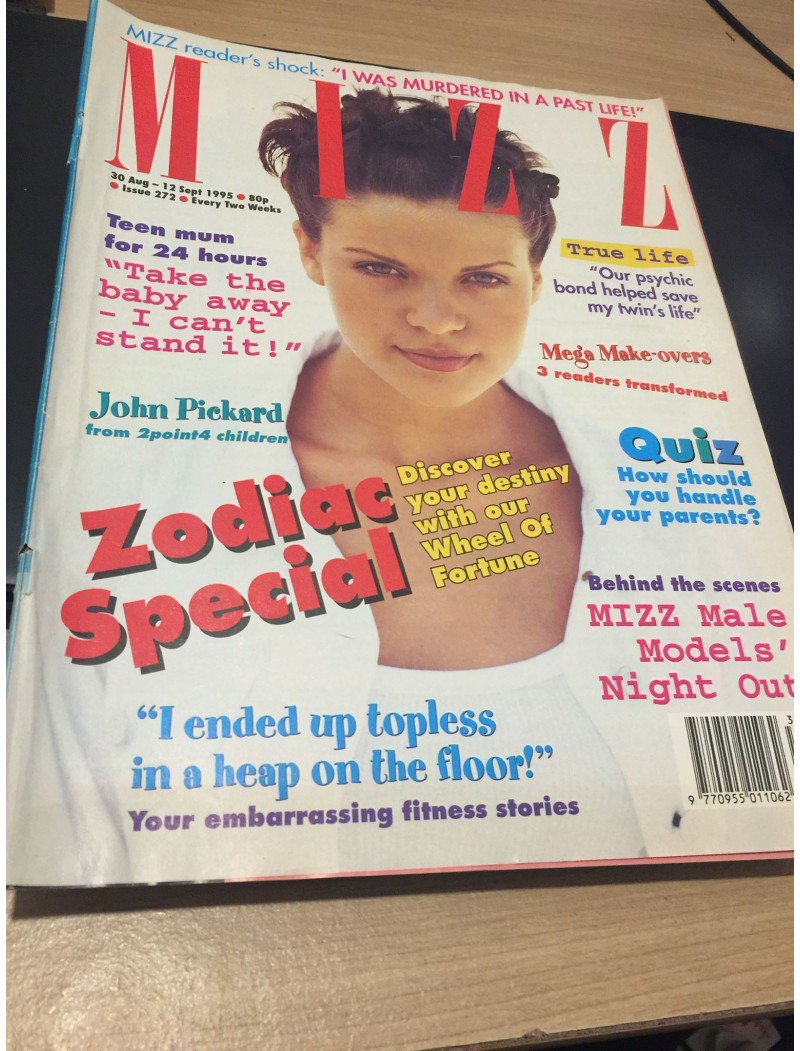 MIZZ reader's shock: "I WAS MURDERED IN A PAST LIFE!"
MIZZ
30 Aug – 12 Sept 1995 • 80p
• Issue 272 • Every Two Weeks
Teen mum
for 24 hours
"Take the
baby away
– I can't
stand it!"
John Pickard
from 2point4 children
True life
"Our psychic
bond helped save
my twin's life"
Mega Make-overs
3 readers transformed
Quiz
How should
you handle
your parents?
Zodiac
Special
Discover
your destiny
with our
Wheel Of
Fortune
Behind the scenes
MIZZ Male
Models'
Night Out
"I ended up topless
in a heap on the floor!"
Your embarrassing fitness stories
3
9 770955 011062